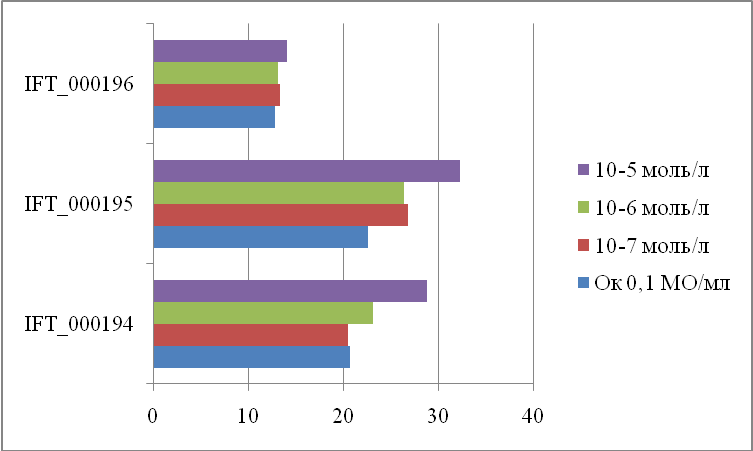 IFT_000196
IFT_000195
IFT_000194
0 10 20 30 40
10-5 моль/л
10-6 моль/л
10-7 моль/л
Ок 0,1 МО/мл